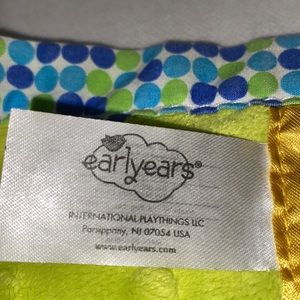 earlyears®
INTERNATIONAL PLAYTHINGS LLC
Parsippany, NJ 07054 USA
www.earlyears.com